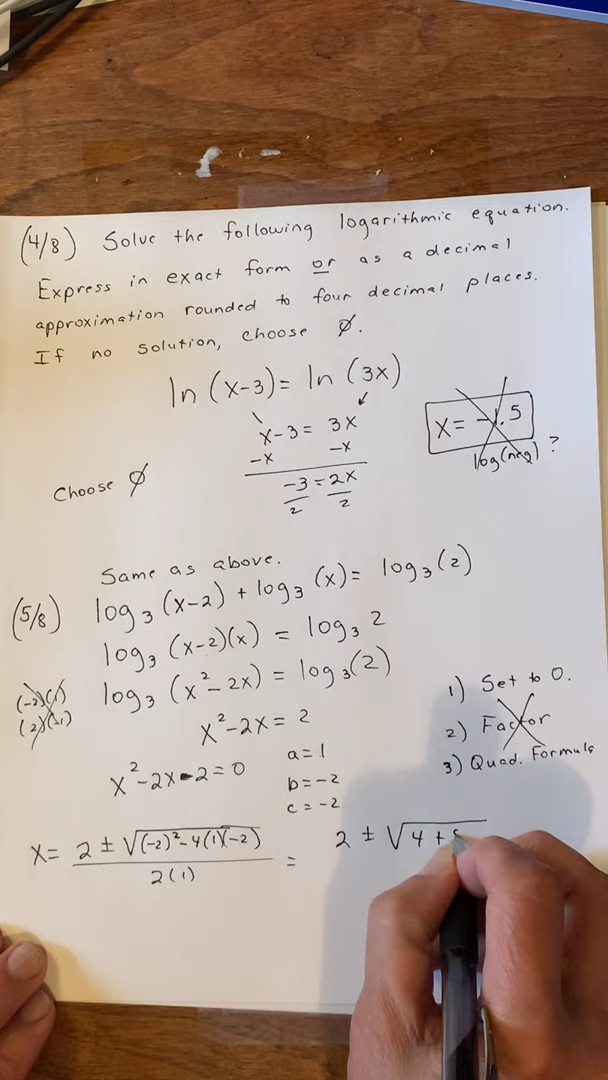 (4/8) Solve the following logarithmic equation.
Express in exact form or as a decimal
approximation rounded to four decimal places.
If no solution, choose ∅.
ln (x-3) = ln (3x)
x-3 = 3x
-x -x
-3 = 2x
2 2
x = -1.5
log(neg) ?
Choose ∅
Same as above.
(5/8) log₃ (x-2) + log₃ (x) = log₃ (2)
log₃ (x-2)(x) = log₃ 2
log₃ (x²-2x) = log₃(2)
(-2)(1)
(2)(-1)
x²-2x = 2
x²-2x-2=0
a = 1
b = -2
c = -2
1) Set to 0.
2) Factor
3) Quad. Formula
x = 2 ± √(-2)²-4(1)(-2) = 2 ± √4 +
2(1)